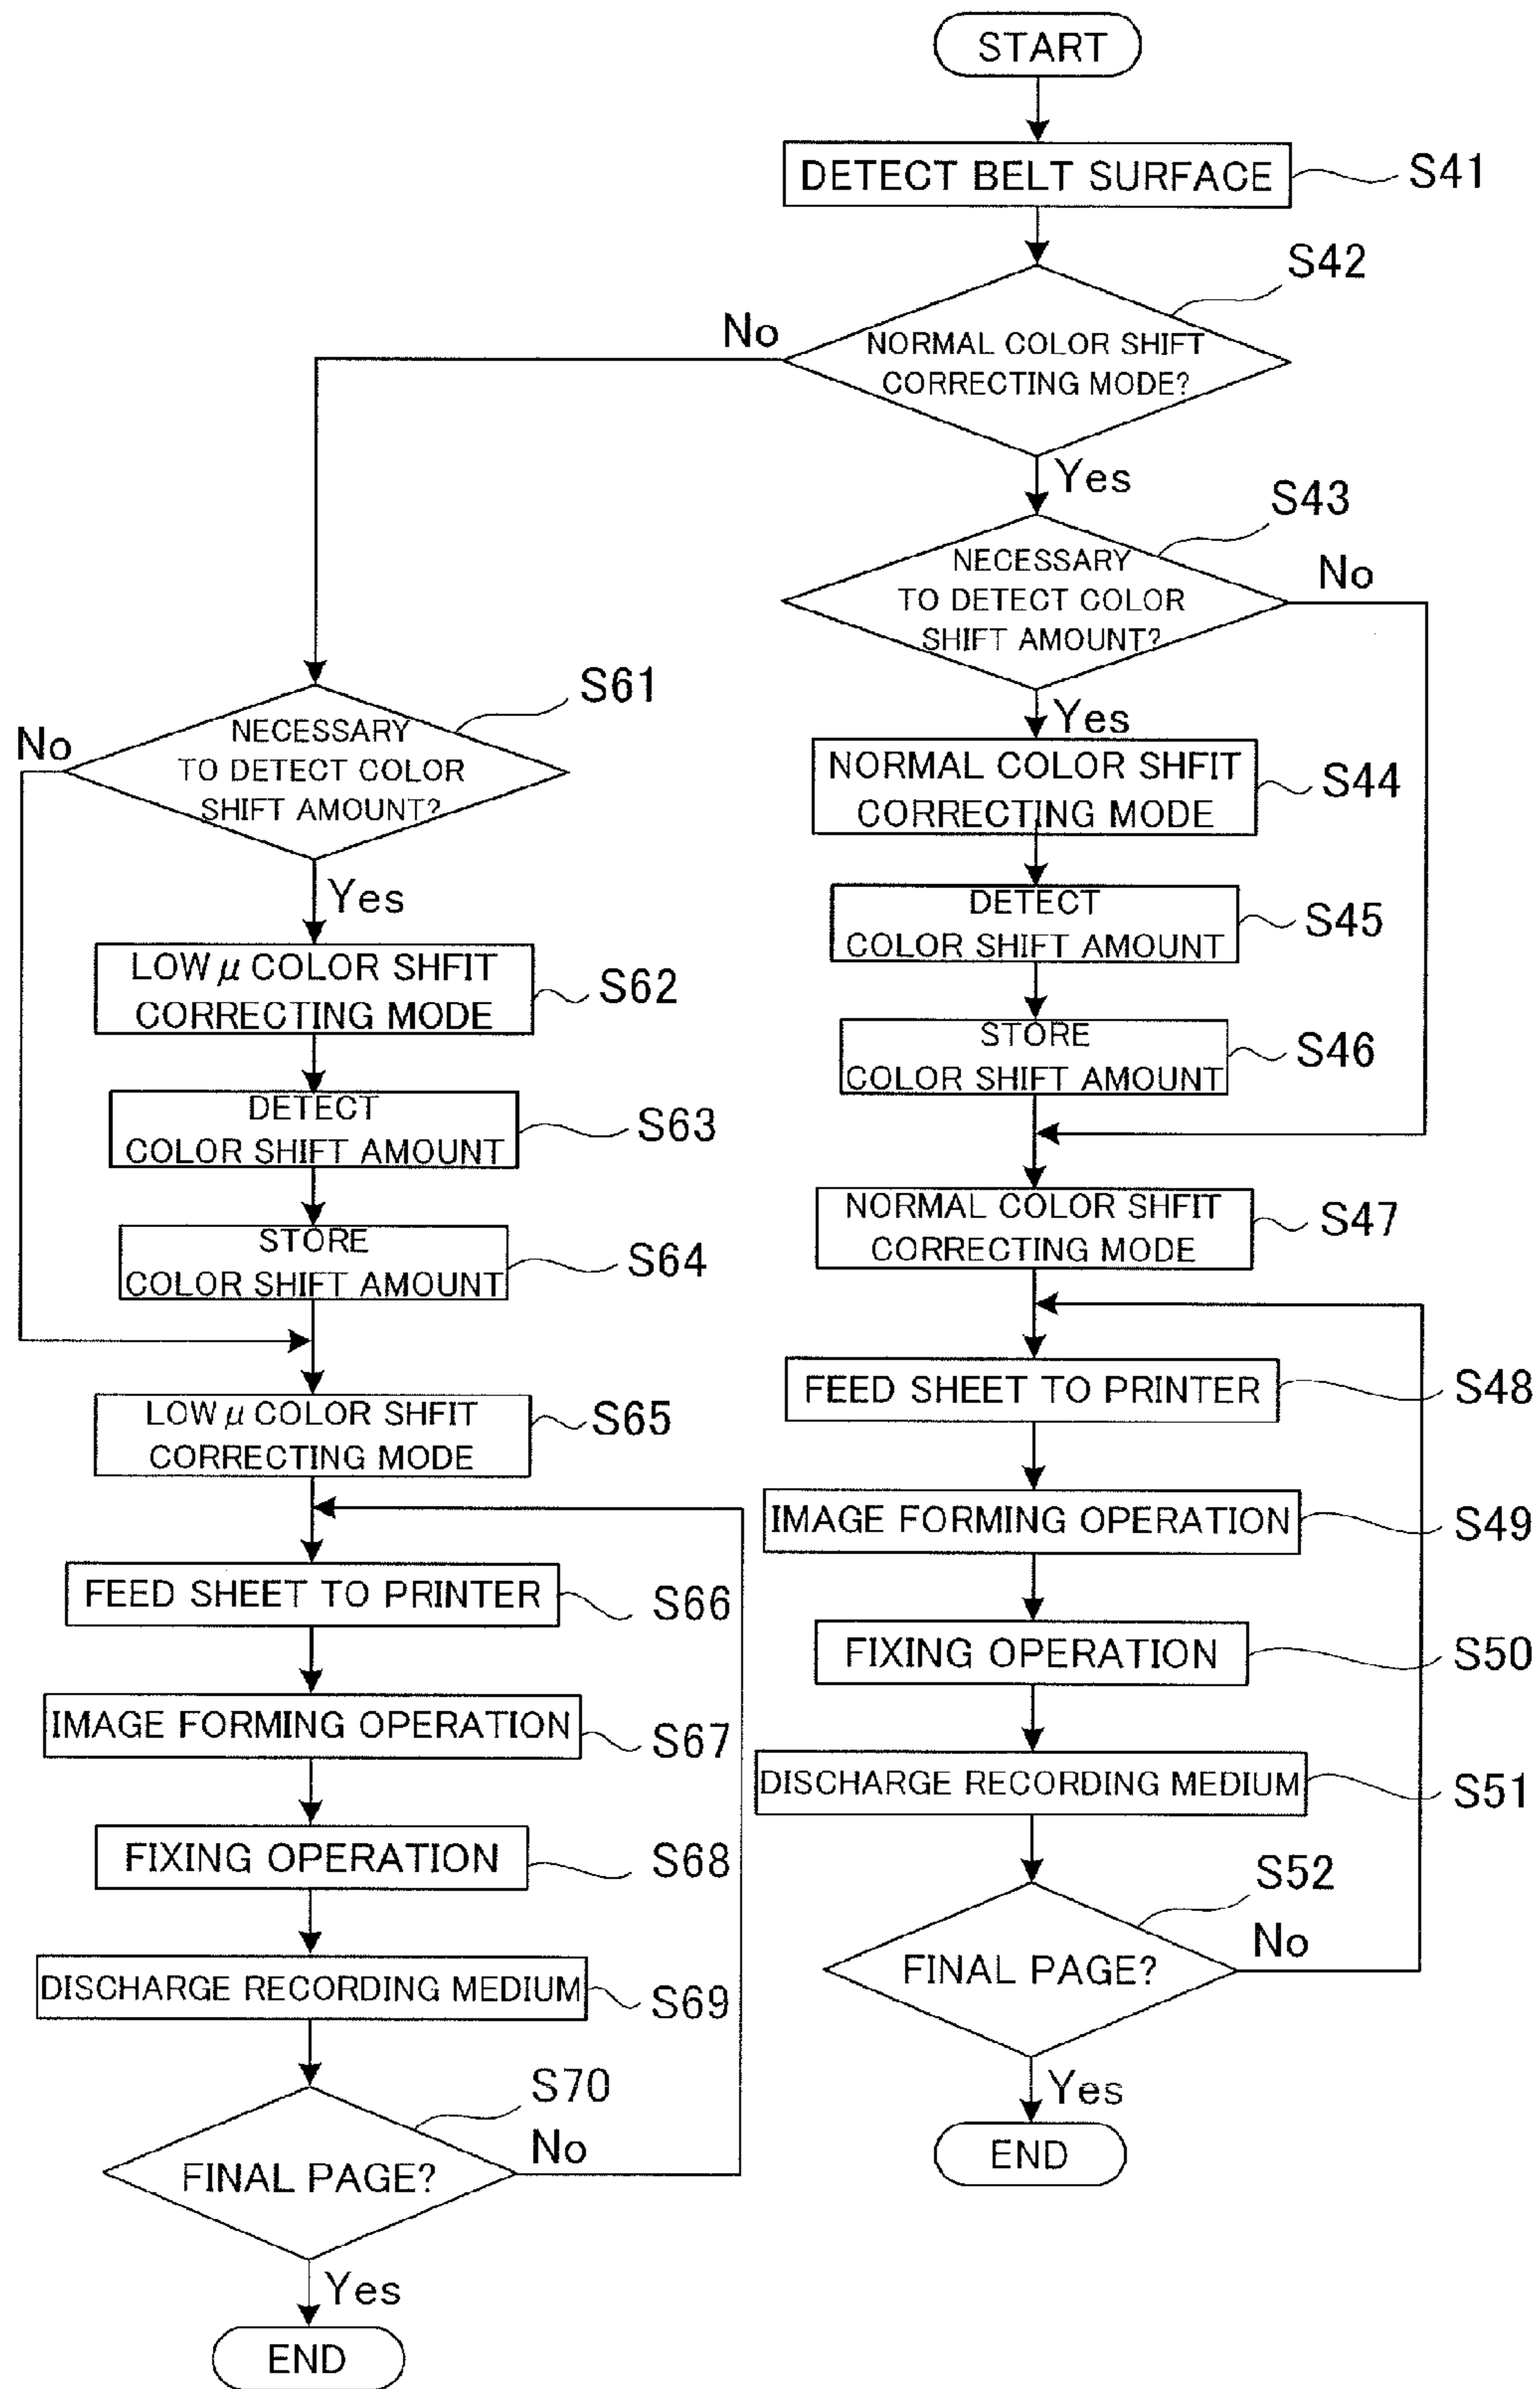 START
DETECT BELT SURFACE
S41
S42
NORMAL COLOR SHIFT
CORRECTING MODE?
No
Yes
S43
NECESSARY
TO DETECT COLOR
SHIFT AMOUNT?
No
Yes
NORMAL COLOR SHFIT
CORRECTING MODE
S44
DETECT
COLOR SHIFT AMOUNT
S45
STORE
COLOR SHIFT AMOUNT
S46
NORMAL COLOR SHFIT
CORRECTING MODE
S47
FEED SHEET TO PRINTER
S48
IMAGE FORMING OPERATION
S49
FIXING OPERATION
S50
DISCHARGE RECORDING MEDIUM
S51
S52
FINAL PAGE?
No
Yes
END
S61
NECESSARY
TO DETECT COLOR
SHIFT AMOUNT?
No
Yes
LOW μ COLOR SHFIT
CORRECTING MODE
S62
DETECT
COLOR SHIFT AMOUNT
S63
STORE
COLOR SHIFT AMOUNT
S64
LOW μ COLOR SHFIT
CORRECTING MODE
S65
FEED SHEET TO PRINTER
S66
IMAGE FORMING OPERATION
S67
FIXING OPERATION
S68
DISCHARGE RECORDING MEDIUM
S69
S70
FINAL PAGE?
No
Yes
END